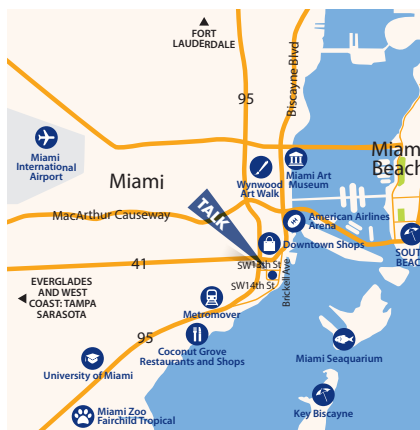 FORT
LAUDERDALE
Biscayne Blvd
95
Miami
International
Airport
Miami
Wynwood
Art Walk
Miami Art
Museum
Miami
Beach
MacArthur Causeway
TALK
American Airlines
Arena
Downtown Shops
SOUT
BEAC
41
SW13th St
SW14th St
Brickell Ave
EVERGLADES
AND WEST
COAST: TAMPA
SARASOTA
Metromover
95
Coconut Grove
Restaurants and Shops
University of Miami
Miami Seaquarium
Miami Zoo
Fairchild Tropical
Key Biscayne